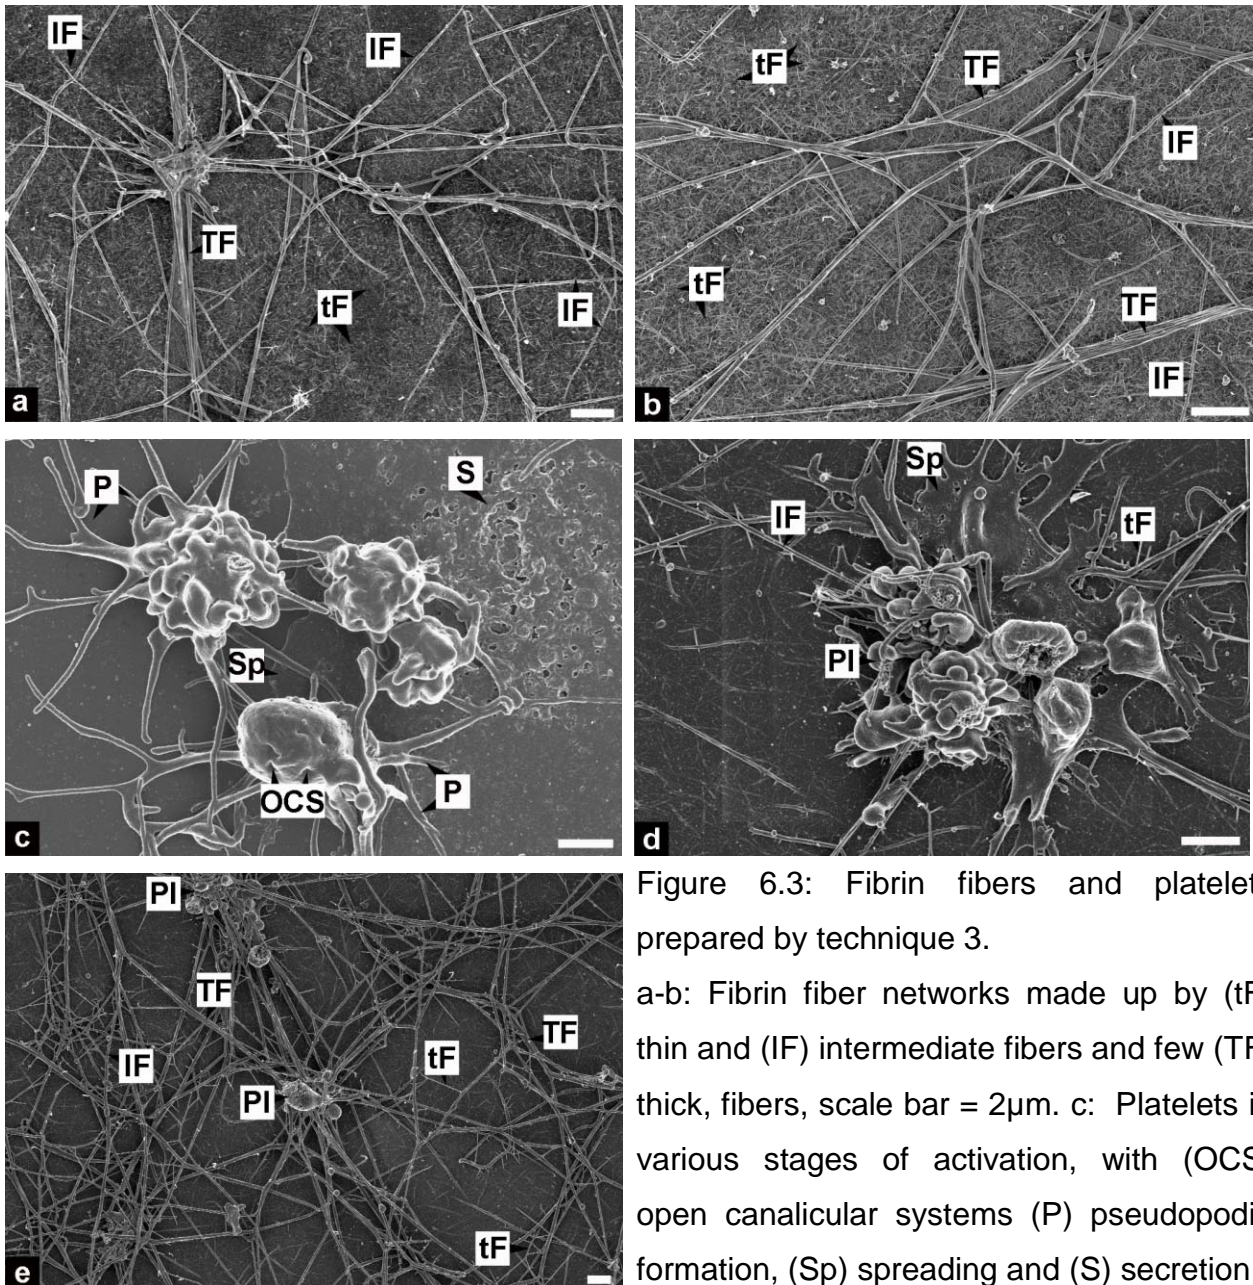 IF
IF
TF
tF
IF
a
tF
TF
IF
tF
TF
IF
b
P
S
Sp
OCS
P
c
Sp
IF
tF
Pl
d
Pl
TF
IF
tF
TF
Pl
tF
e
Figure 6.3: Fibrin fibers and platelet
prepared by technique 3.
a-b: Fibrin fiber networks made up by (tF
thin and (IF) intermediate fibers and few (TF
thick, fibers, scale bar = 2µm. c: Platelets i
various stages of activation, with (OCS
open canalicular systems (P) pseudopodi
formation, (Sp) spreading and (S) secretion